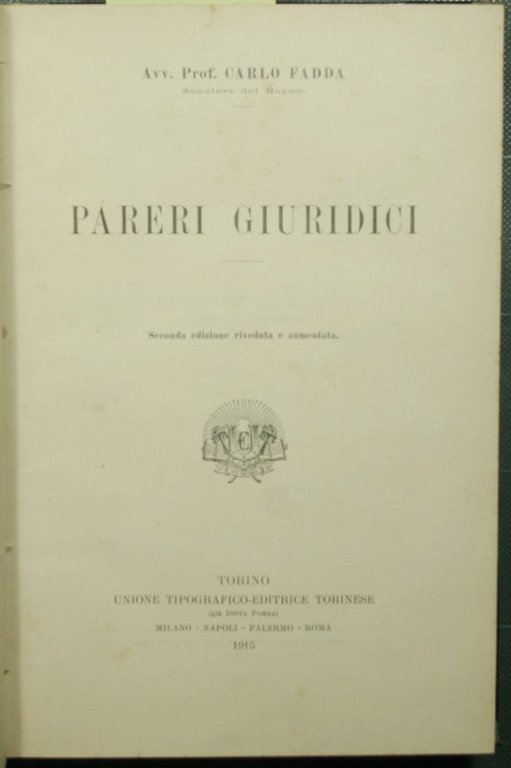 Avv. Prof. CARLO FADDA
Senatore del Regno.
PARERI GIURIDICI
Seconda edizione riveduta e aumentata.
TORINO
UNIONE TIPOGRAFICO-EDITRICE TORINESE
(già Ditta Pomba)
MILANO - NAPOLI - PALERMO - ROMA
1915